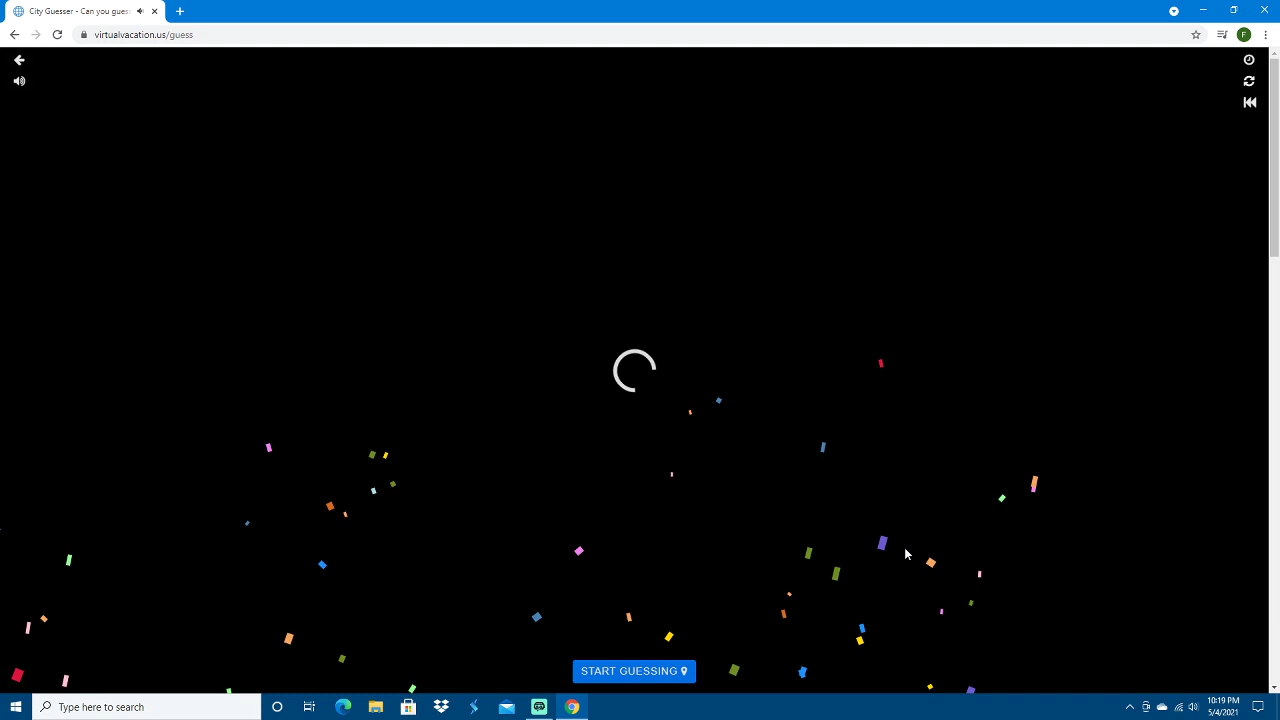 City Guesser - Can you gues
virtualvacation.us/guess
F
START GUESSING
Type here to search
10:19 PM
5/4/2021